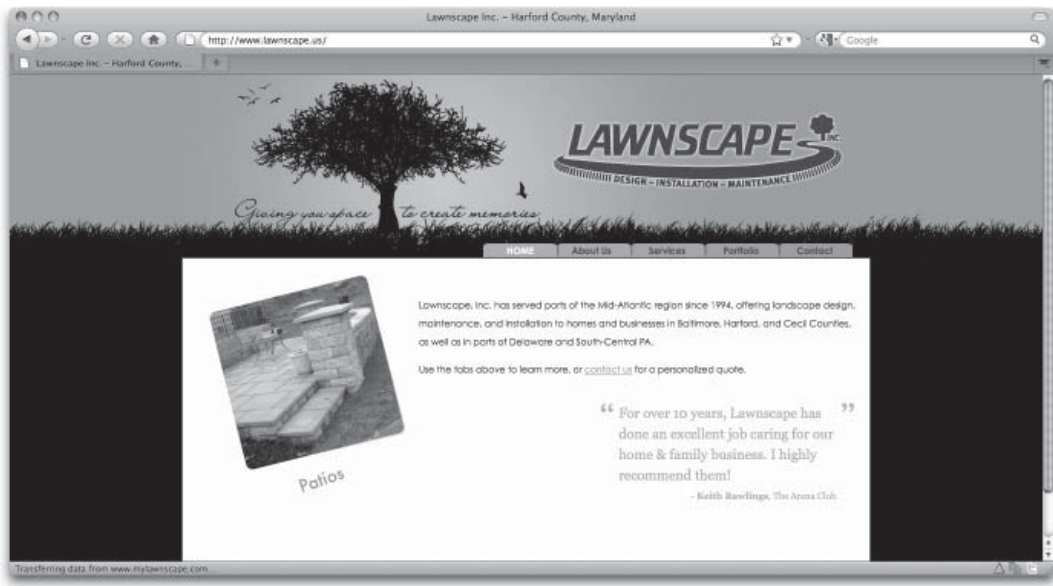 Lawnscape Inc. – Harford County, Maryland
http://www.lawnscape.us/
Google
Lawnscape Inc. – Harford County, ...
LAWNSCAPE INC.
DESIGN – INSTALLATION – MAINTENANCE
Giving you space to create memories
HOME About Us Services Portfolio Contact
Lawnscape, Inc. has served parts of the Mid-Atlantic region since 1994, offering landscape design,
maintenance, and installation to homes and businesses in Baltimore, Harford, and Cecil Counties,
as well as in parts of Delaware and South-Central PA.
Use the tabs above to learn more, or contact us for a personalized quote.
“ For over 10 years, Lawnscape has ”
done an excellent job caring for our
home & family business. I highly
recommend them!
- Keith Rawlings, The Arena Club
Patios
Transferring data from www.mylawnscape.com...